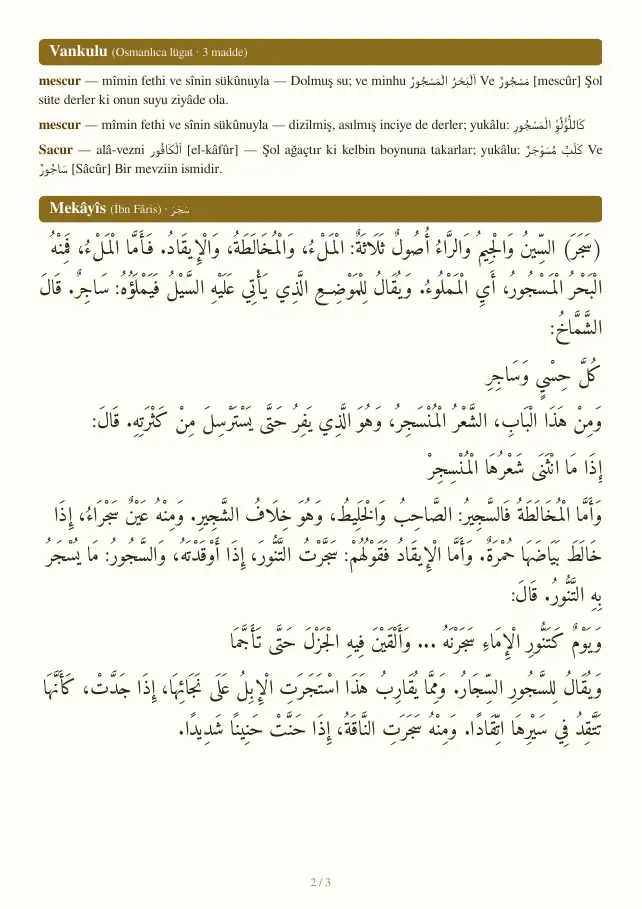 Vankulu (Osmanlıca lügat · 3 madde)
mescur — mîmin fethi ve sînin sükûnuyla — Dolmuş su; ve minhu اَلْبَحْرُ الْمَسْجُورُ Ve مَسْجُورٌ [mescûr] Şol
süte derler ki onun suyu ziyâde ola.
mescur — mîmin fethi ve sînin sükûnuyla — dizilmiş, asılmış inciye de derler; yukâlu: كَاللُّؤْلُؤِ الْمَسْجُورِ
Sacur — alâ-vezni اَلْكَافُورِ [el-kâfûr] — Şol ağaçtır ki kelbin boynuna takarlar; yukâlu: كَلْبٌ مُسَوْجَرٌ Ve
سَاجُورٌ [Sâcûr] Bir mevziin ismidir.
Mekâyîs (İbn Fâris) · سَجَرَ
(سَجَرَ) السِّينُ وَالْجِيمُ وَالرَّاءُ أُصُولٌ ثَلَاثَةٌ: الْمَلْءُ، وَالْمُخَالَطَةُ، وَالْإِيقَادُ. فَأَمَّا الْمَلْءُ، فَمِنْهُ
الْبَحْرُ الْمَسْجُورُ، أَيِ الْمَمْلُوءُ. وَيُقَالُ لِلْمَوْضِعِ الَّذِي يَأْتِي عَلَيْهِ السَّيْلُ فَيَمْلَؤُهُ: سَاجِرٌ. قَالَ
الشَّمَّاخُ:
كُلَّ حِسْيٍ وَسَاجِرِ
وَمِنْ هَذَا الْبَابِ، الشَّعْرُ الْمُنْسَجِرُ، وَهُوَ الَّذِي يَفِرُ حَتَّى يَسْتَرْسِلَ مِنْ كَثْرَتِهِ. قَالَ:
إِذَا مَا انْثَنَى شَعْرُهَا الْمُنْسَجِرْ
وَأَمَّا الْمُخَالَطَةُ فَالسَّجِيرُ: الصَّاحِبُ وَالْخَلِيطُ، وَهُوَ خِلَافُ الشَّجِيرِ. وَمِنْهُ عَيْنٌ سَجْرَاءُ، إِذَا
خَالَطَ بَيَاضَهَا حُمْرَةٌ. وَأَمَّا الْإِيقَادُ فَقَوْلُهُمْ: سَجَرْتُ التَّنُّورَ، إِذَا أَوْقَدْتَهُ، وَالسَّجُورُ: مَا يُسْجَرُ
بِهِ التَّنُّورُ. قَالَ:
وَيَوْمٌ كَتَنُّورِ الْإِمَاءِ سَجَرْنَهُ ... وَأَلْقَيْنَ فِيهِ الْجَزْلَ حَتَّى تَأَجَّمَا
وَيُقَالُ لِلسَّجُورِ السِّجَارُ. وَمِمَّا يُقَارِبُ هَذَا اسْتَجَرَتِ الْإِبِلُ عَلَى نَجَائِهَا، إِذَا جَدَّتْ، كَأَنَّهَا
تَتَّقِدُ فِي سَيْرِهَا اتِّقَادًا. وَمِنْهُ سَجَرَتِ النَّاقَةُ، إِذَا حَنَّتْ حَنِينًا شَدِيدًا.
2 / 3